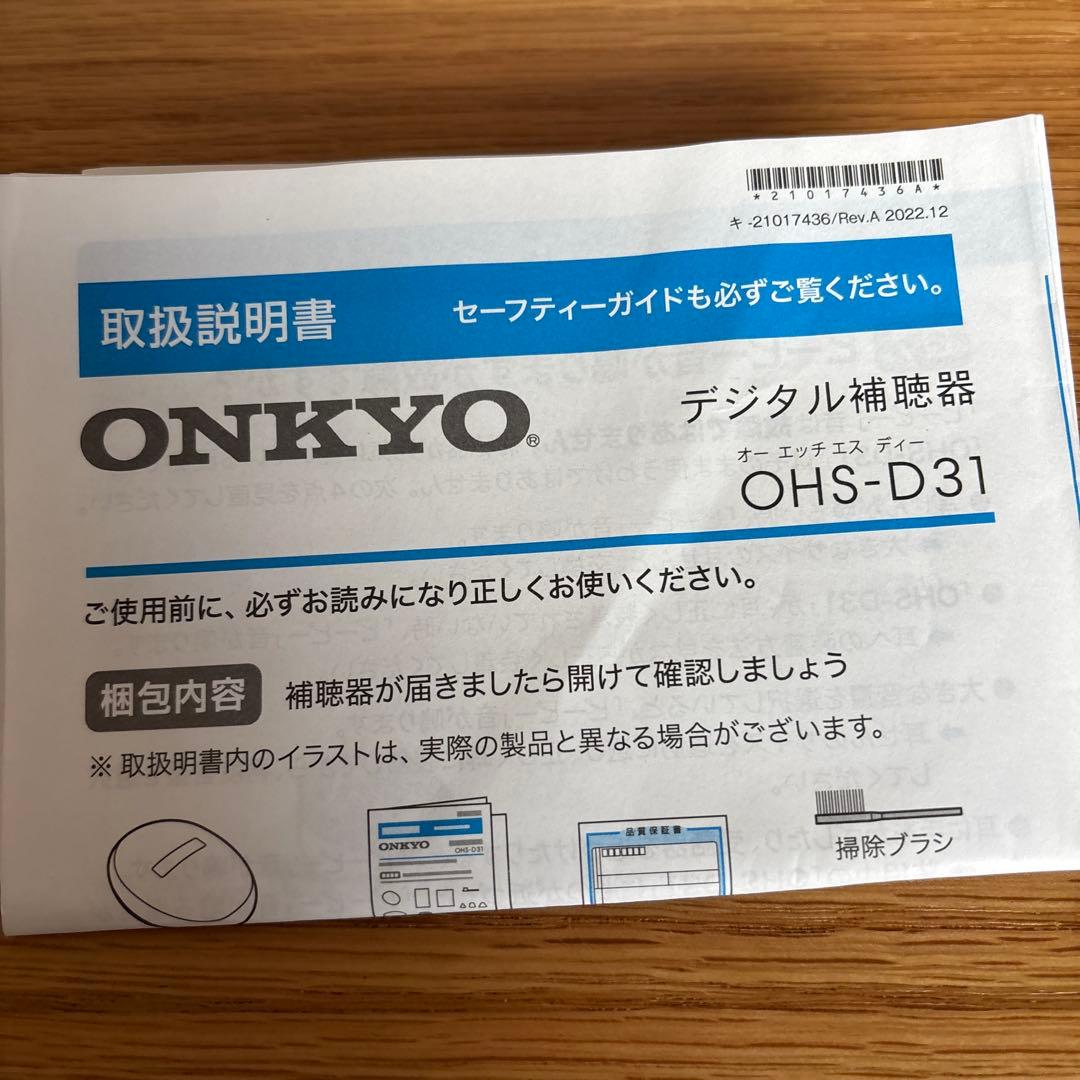 *21017436A*
キ-21017436/Rev.A 2022.12
取扱説明書
セーフティーガイドも必ずご覧ください。
ONKYO®
デジタル補聴器
オー エッチ エス ディー
OHS-D31
ご使用前に、必ずお読みになり正しくお使いください。
梱包内容 補聴器が届きましたら開けて確認しましょう
※ 取扱説明書内のイラストは、実際の製品と異なる場合がございます。
ONKYO OHS-D31
品質保証書
掃除ブラシ